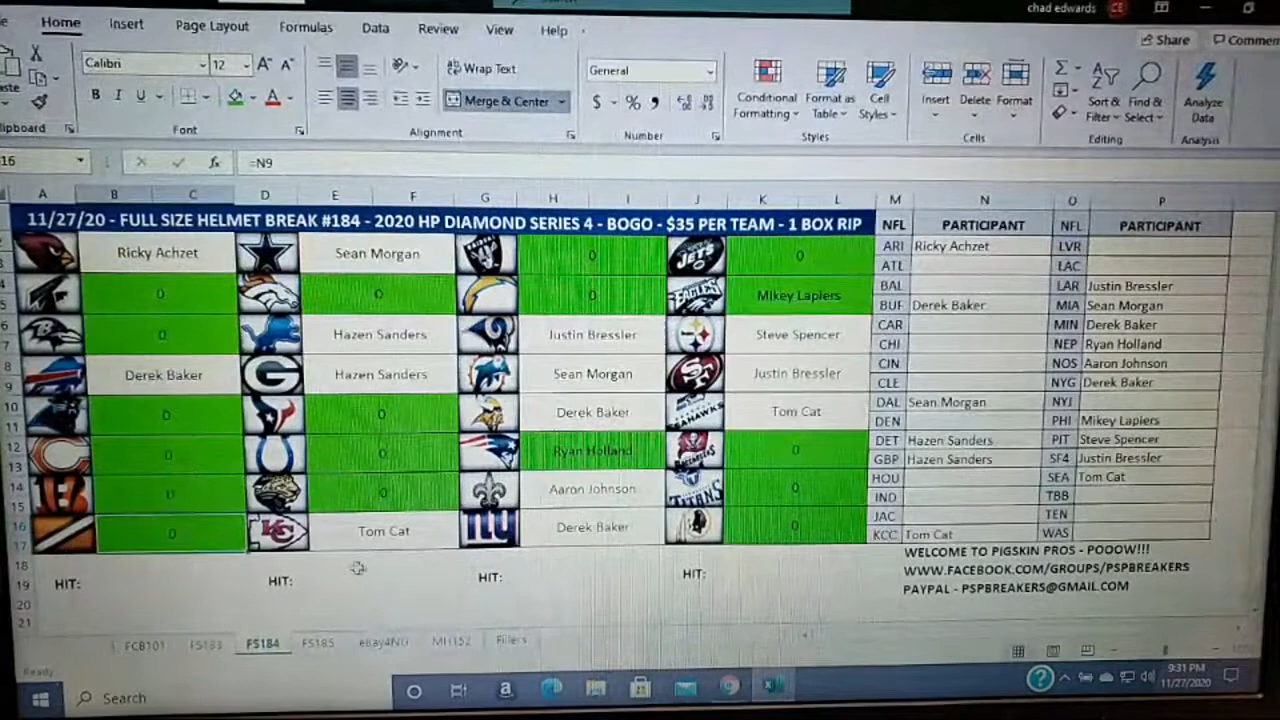 chad edwards CE
Home Insert Page Layout Formulas Data Review View Help
Share Commen
Calibri 12
Wrap Text
General
Merge & Center
Conditional Formatting
Format as Table
Cell Styles
Insert Delete Format
Sort & Filter
Find & Select
Analyze Data
Font Alignment Number Styles Cells Editing Analysis
16 fx =N9
A B C D E F G H I J K L M N O P
11/27/20 - FULL SIZE HELMET BREAK #184 - 2020 HP DIAMOND SERIES 4 - BOGO - $35 PER TEAM - 1 BOX RIP NFL PARTICIPANT NFL PARTICIPANT
Ricky Achzet Sean Morgan 0 0
0 0 0 Mikey Lapiers
0 Hazen Sanders Justin Bressler Steve Spencer
Derek Baker Hazen Sanders Sean Morgan Justin Bressler
0 0 Derek Baker Tom Cat
0 0 Ryan Holland 0
0 0 Aaron Johnson 0
0 Tom Cat Derek Baker 0
ARI Ricky Achzet LVR
ATL LAC
BAL LAR Justin Bressler
BUF Derek Baker MIA Sean Morgan
CAR MIN Derek Baker
CHI NEP Ryan Holland
CIN NOS Aaron Johnson
CLE NYG Derek Baker
DAL Sean Morgan NYJ
DEN PHI Mikey Lapiers
DET Hazen Sanders PIT Steve Spencer
GBP Hazen Sanders SF4 Justin Bressler
HOU SEA Tom Cat
IND TBB
JAC TEN
KCC Tom Cat WAS
WELCOME TO PIGSKIN PROS - POOOW!!!
WWW.FACEBOOK.COM/GROUPS/PSPBREAKERS
PAYPAL - PSPBREAKERS@GMAIL.COM
HIT: HIT: HIT: HIT:
FCB101 FS183 FS184 FS185 eBay4NG MH152 Fillers
Ready
Search
9:31 PM
11/27/2020